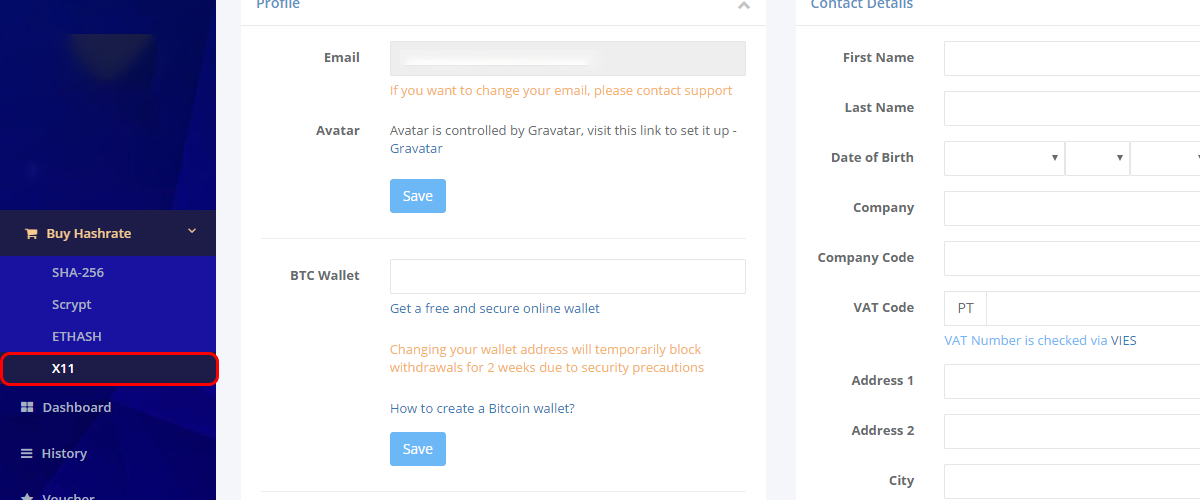 Buy Hashrate
SHA-256
Scrypt
ETHASH
X11
Dashboard
History
Voucher
Profile
Email
If you want to change your email, please contact support
Avatar
Avatar is controlled by Gravatar, visit this link to set it up -
Gravatar
Save
BTC Wallet
Get a free and secure online wallet
Changing your wallet address will temporarily block
withdrawals for 2 weeks due to security precautions
How to create a Bitcoin wallet?
Save
Contact Details
First Name
Last Name
Date of Birth
Company
Company Code
VAT Code
PT
VAT Number is checked via VIES
Address 1
Address 2
City